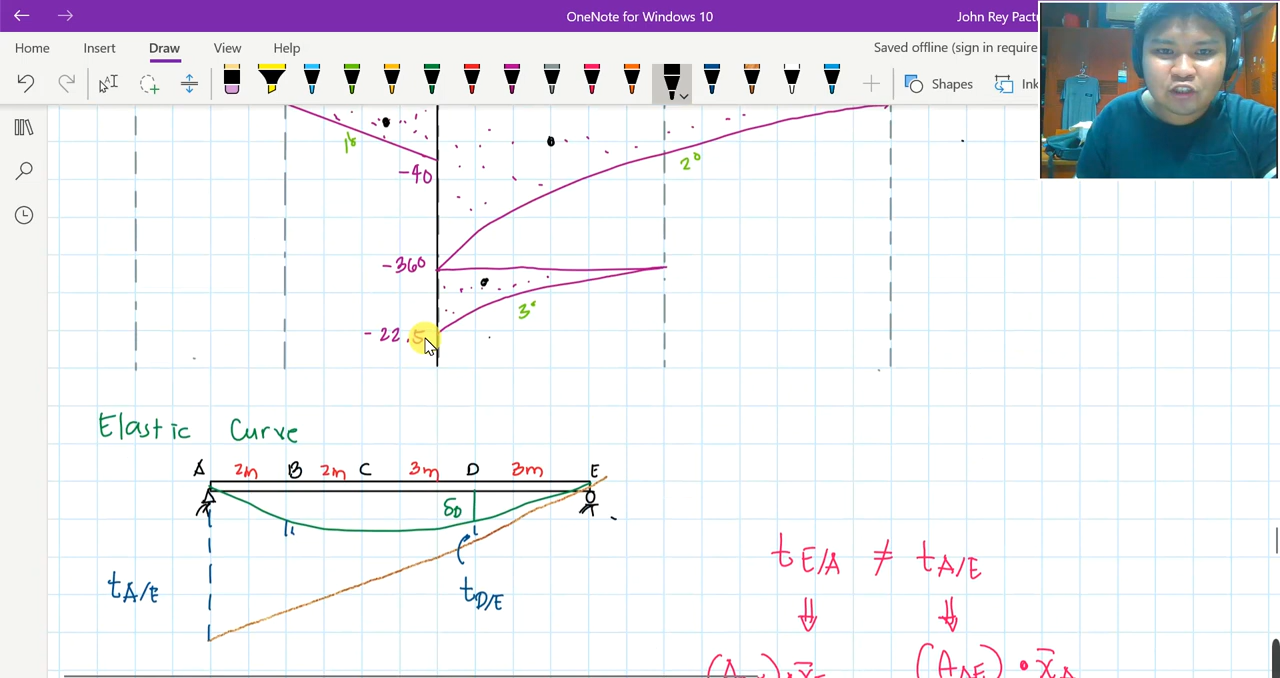 OneNote for Windows 10
John Rey Pactu
Home Insert Draw View Help
Saved offline (sign in require
Shapes
Ink
1°
-40
2°
-360
3°
-22.5
Elastic Curve
A 2m B 2m C 3m D 3m E
δD
tA/E
tD/E
tE/A ≠ tA/E
⇓ ⇓